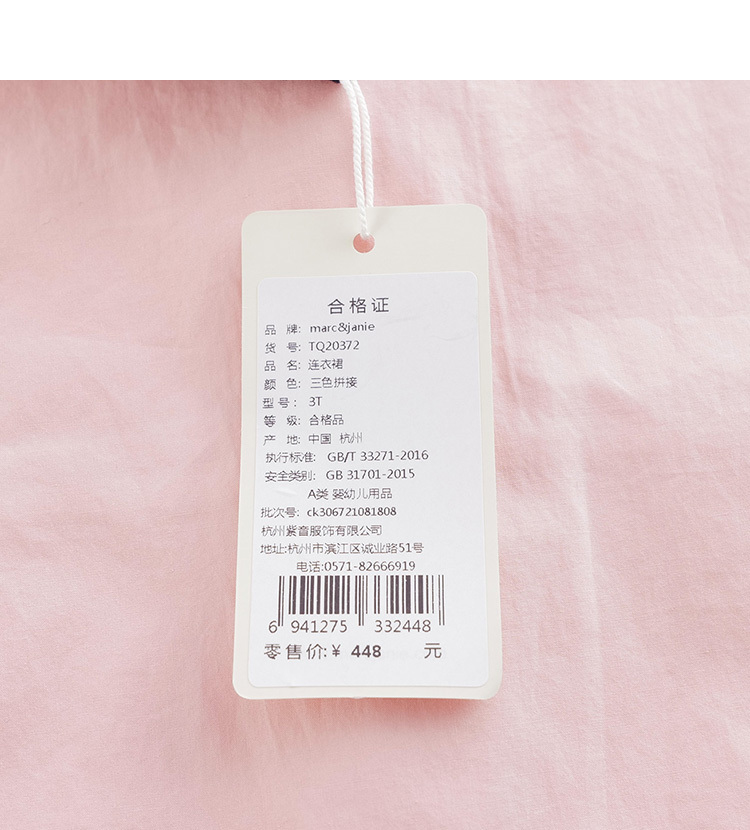 合格证
品 牌: marc&janie
货 号: TQ20372
品 名: 连衣裙
颜 色: 三色拼接
型号: 3T
等 级: 合格品
产 地: 中国 杭州
执行标准: GB/T 33271-2016
安全类别: GB 31701-2015
A类 婴幼儿用品
批次号: ck306721081808
杭州紫音服饰有限公司
地址:杭州市滨江区诚业路51号
电话:0571-82666919
6 941275 332448
零售价:¥ 448 元